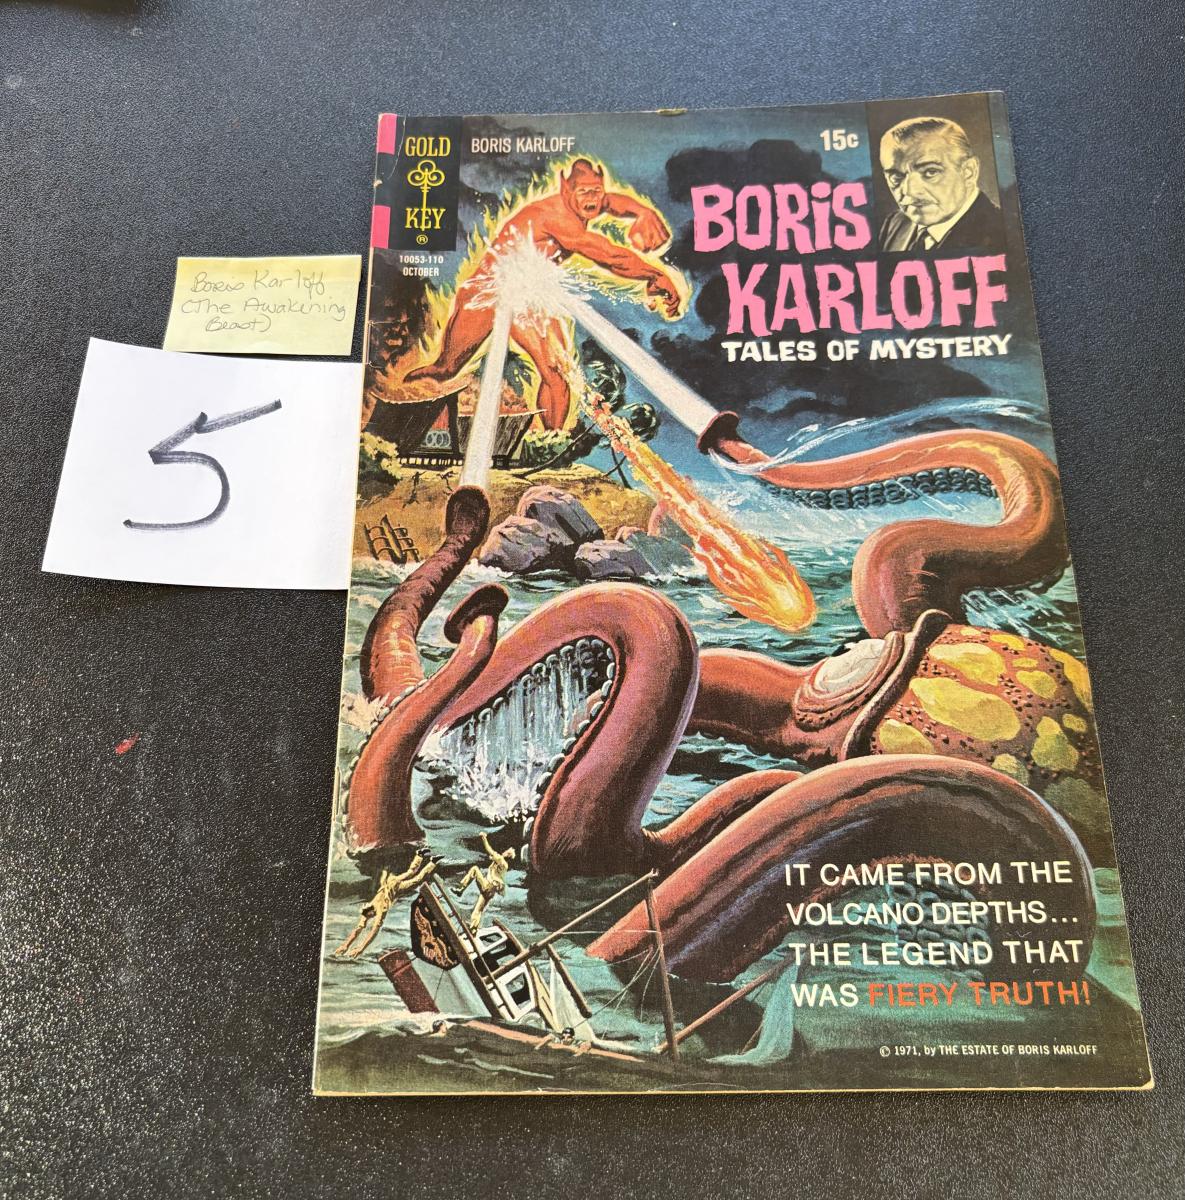 GOLD
KEY
®
BORIS KARLOFF
15c
10053-110
OCTOBER
BORiS
KARLOFF
TALES OF MYSTERY
Boris Karloff
(The Awakening
Beast)
5
IT CAME FROM THE
VOLCANO DEPTHS...
THE LEGEND THAT
WAS FIERY TRUTH!
© 1971, by THE ESTATE OF BORIS KARLOFF